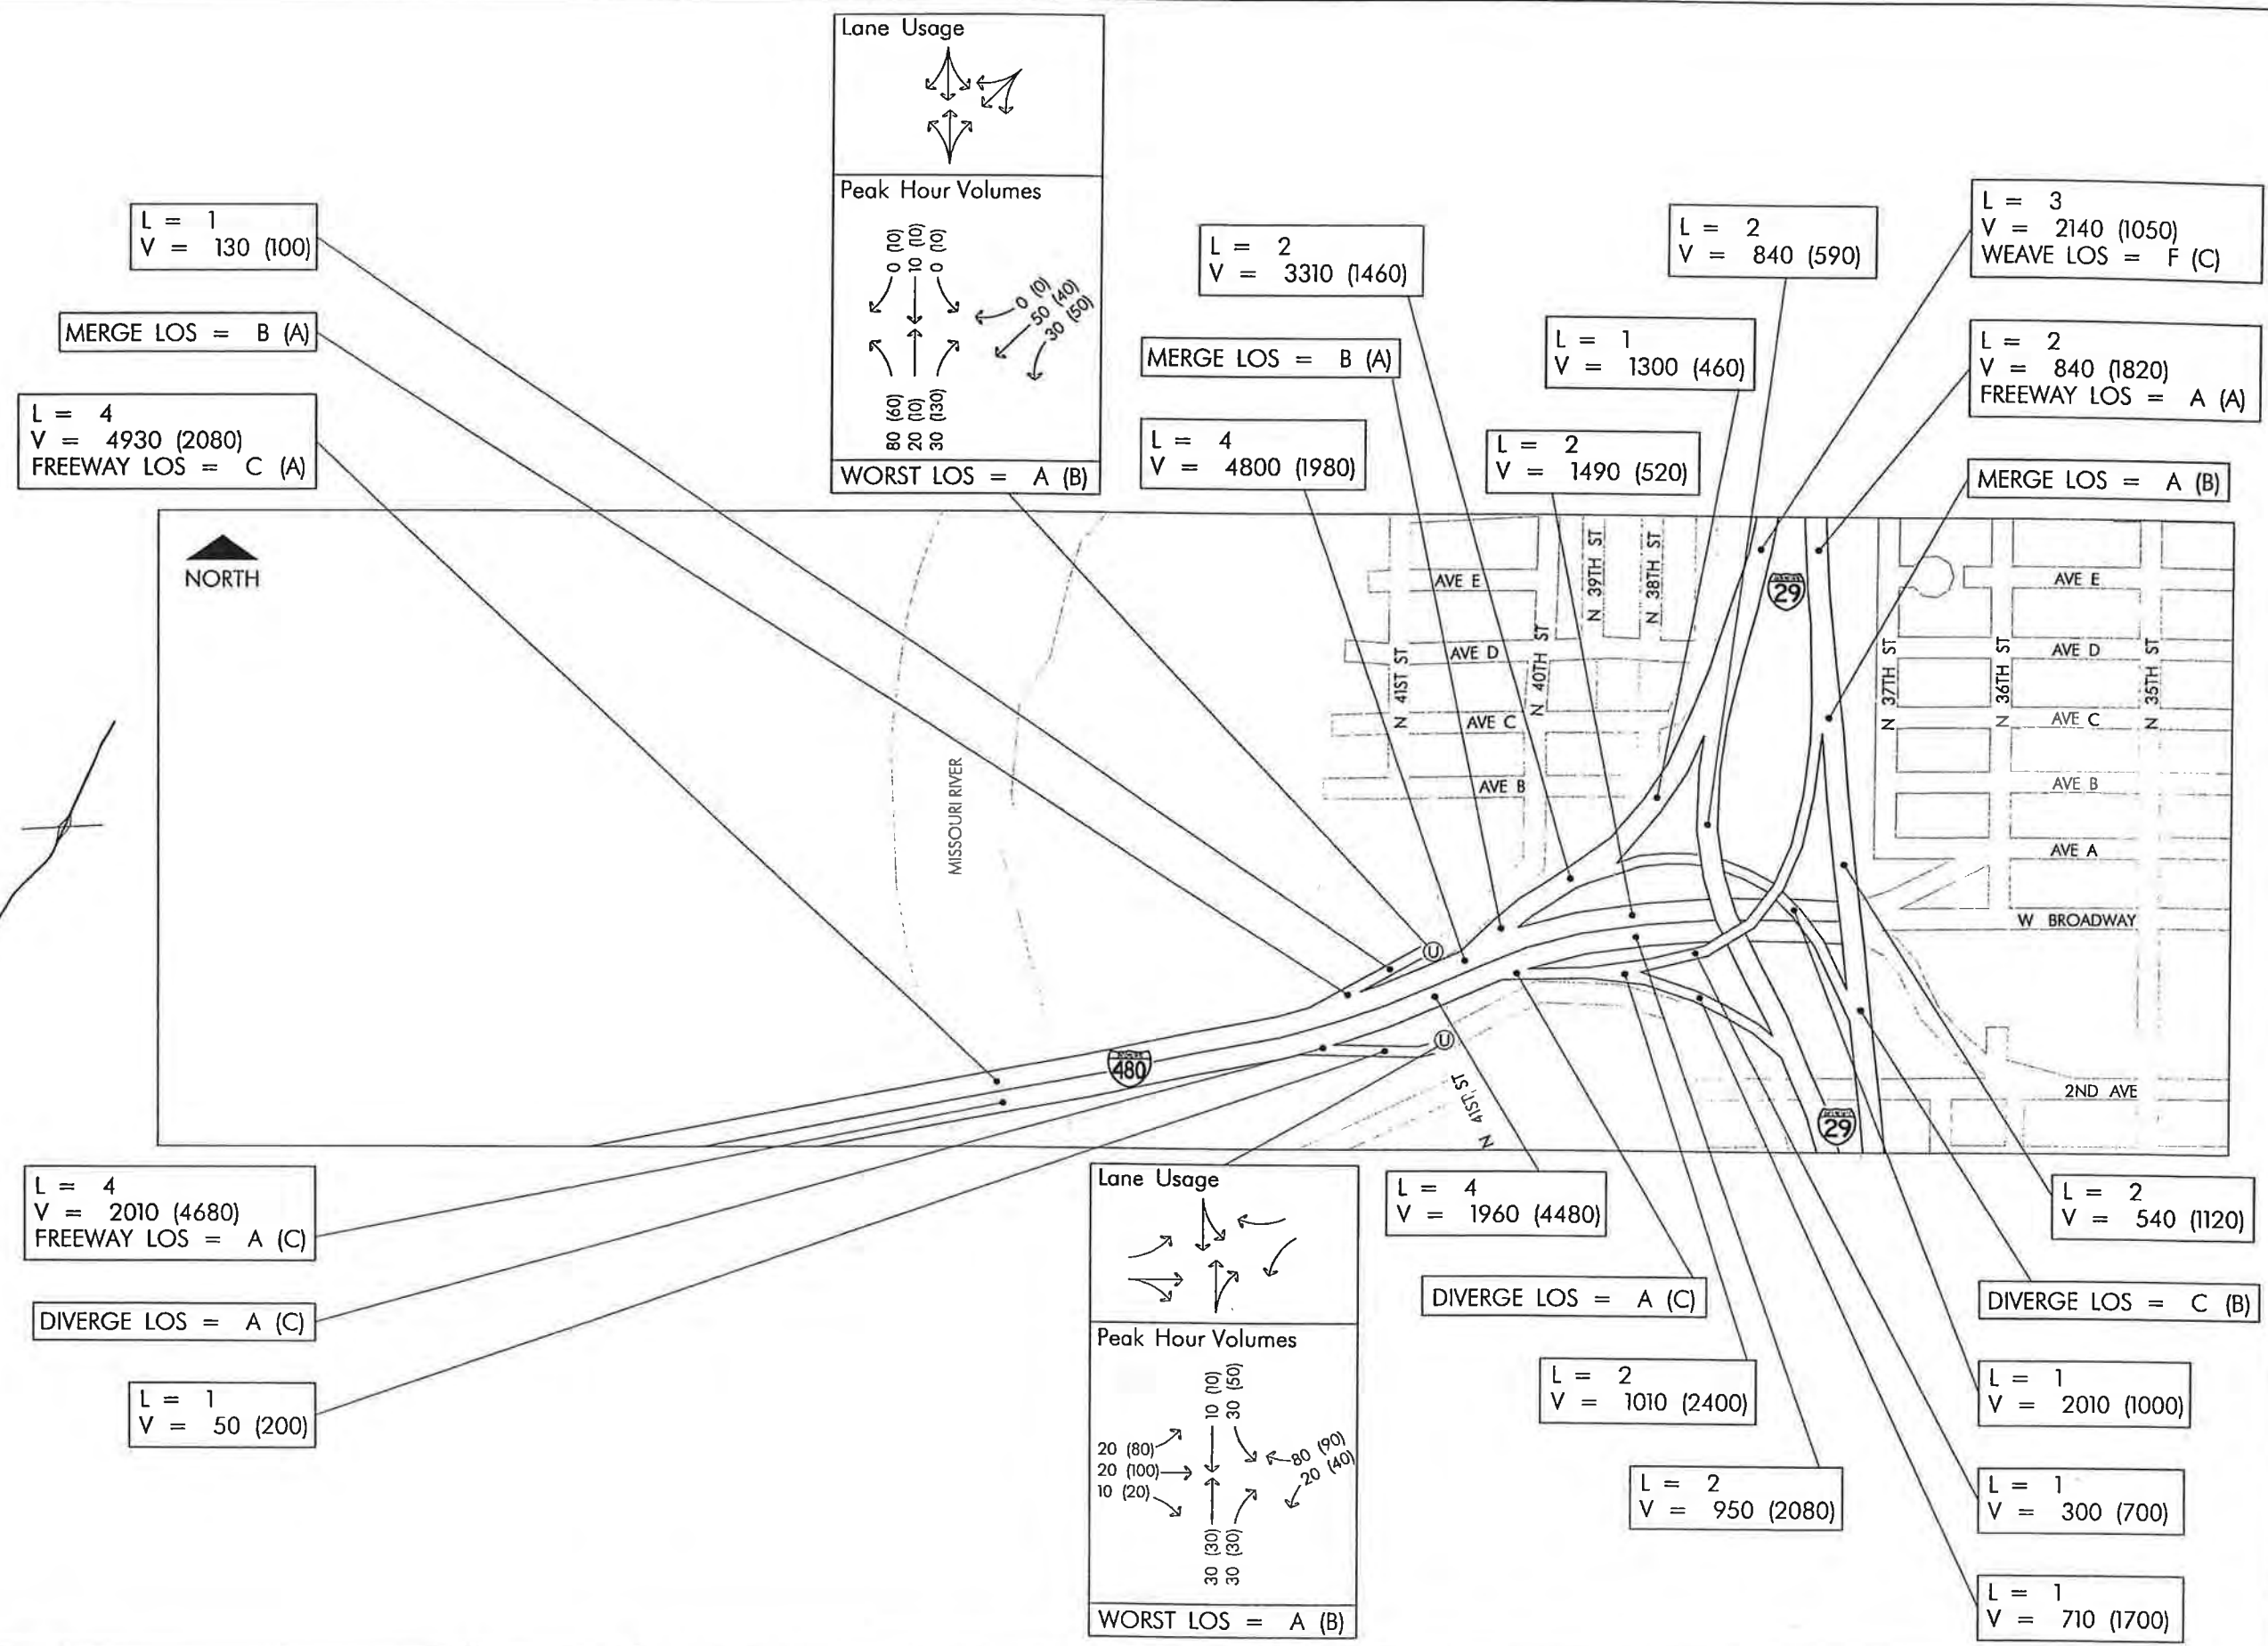 Lane Usage
Peak Hour Volumes
0 (10)
10 (10)
0 (10)
0 (0)
50 (40)
30 (50)
80 (60)
20 (10)
30 (130)
WORST LOS = A (B)
L = 1
V = 130 (100)
MERGE LOS = B (A)
L = 4
V = 4930 (2080)
FREEWAY LOS = C (A)
L = 2
V = 3310 (1460)
MERGE LOS = B (A)
L = 4
V = 4800 (1980)
L = 2
V = 840 (590)
L = 1
V = 1300 (460)
L = 2
V = 1490 (520)
L = 3
V = 2140 (1050)
WEAVE LOS = F (C)
L = 2
V = 840 (1820)
FREEWAY LOS = A (A)
MERGE LOS = A (B)
NORTH
MISSOURI RIVER
AVE E
AVE D
AVE C
AVE B
N 41ST ST
N 40TH ST
N 39TH ST
N 38TH ST
29
N 37TH ST
N 36TH ST
N 35TH ST
AVE E
AVE D
AVE C
AVE B
AVE A
W BROADWAY
2ND AVE
U
U
480
N 41ST ST
29
L = 4
V = 2010 (4680)
FREEWAY LOS = A (C)
DIVERGE LOS = A (C)
L = 1
V = 50 (200)
Lane Usage
Peak Hour Volumes
10 (10)
30 (50)
20 (80)
20 (100)
10 (20)
80 (90)
20 (40)
30 (30)
30 (30)
WORST LOS = A (B)
L = 4
V = 1960 (4480)
DIVERGE LOS = A (C)
L = 2
V = 1010 (2400)
L = 2
V = 950 (2080)
L = 2
V = 540 (1120)
DIVERGE LOS = C (B)
L = 1
V = 2010 (1000)
L = 1
V = 300 (700)
L = 1
V = 710 (1700)